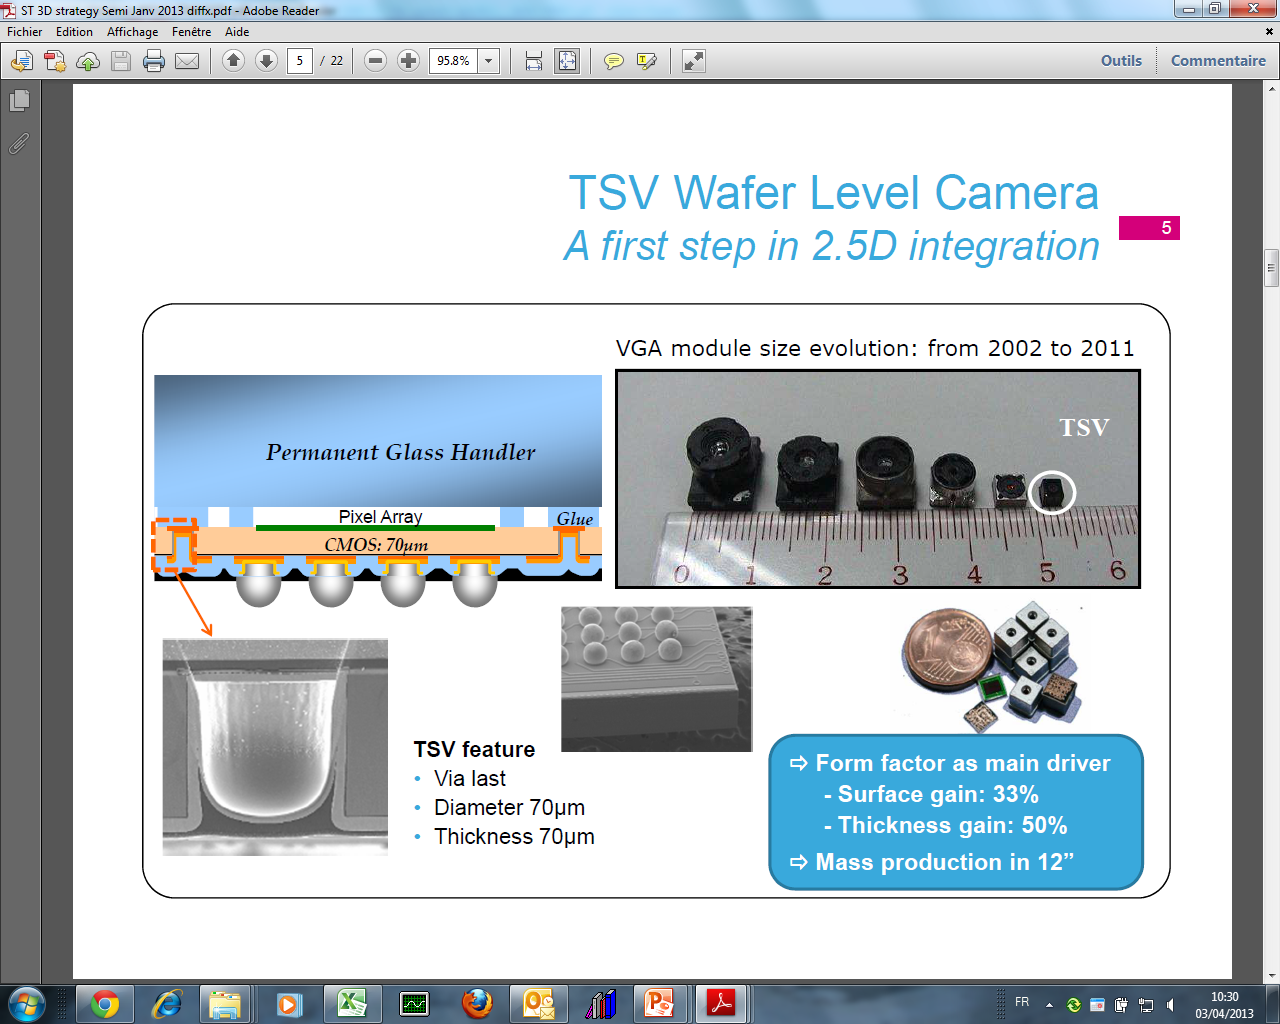 ST 3D strategy Semi Janv 2013 diffx.pdf - Adobe Reader
Fichier Edition Affichage Fenêtre Aide
5 / 22 95.8% Outils Commentaire
TSV Wafer Level Camera
A first step in 2.5D integration
5
VGA module size evolution: from 2002 to 2011
TSV
Permanent Glass Handler
Pixel Array
Glue
CMOS: 70µm
0 1 2 3 4 5 6
TSV feature
• Via last
• Diameter 70µm
• Thickness 70µm
⇨ Form factor as main driver
- Surface gain: 33%
- Thickness gain: 50%
⇨ Mass production in 12”
FR
10:30
03/04/2013